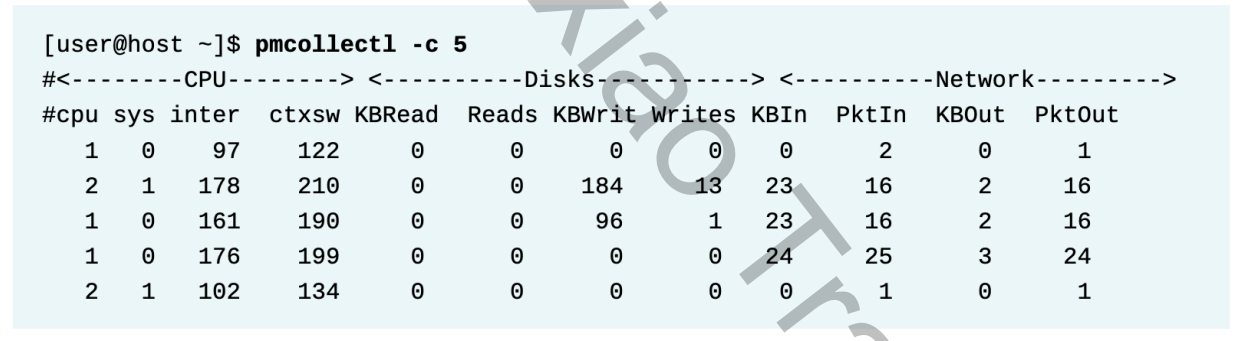 [user@host ~]$ pmcollectl -c 5
#<--------CPU--------> <----------Disks-----------> <----------Network--------->
#cpu sys inter  ctxsw KBRead  Reads KBWrit Writes KBIn  PktIn  KBOut  PktOut
   1   0    97    122      0      0      0      0    0      2      0       1
   2   1   178    210      0      0    184     13   23     16      2      16
   1   0   161    190      0      0     96      1   23     16      2      16
   1   0   176    199      0      0      0      0   24     25      3      24
   2   1   102    134      0      0      0      0    0      1      0       1